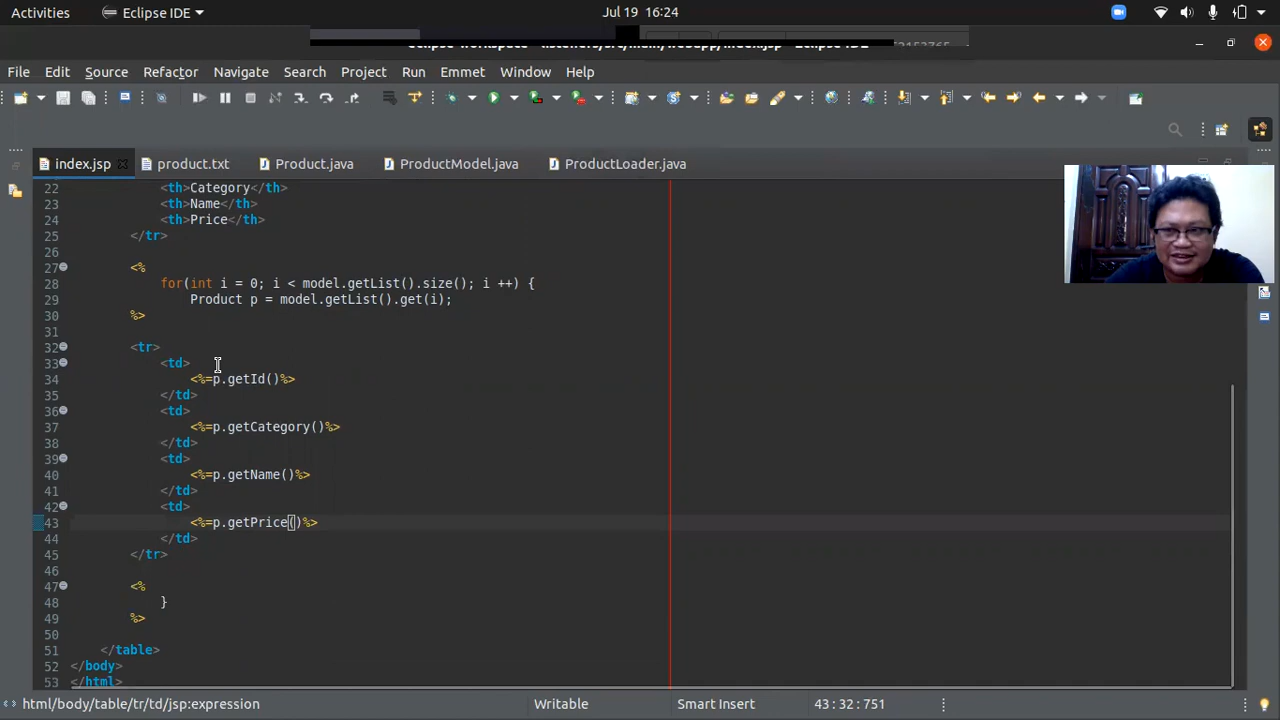 Activities
Eclipse IDE
Jul 19 16:24
File Edit Source Refactor Navigate Search Project Run Emmet Window Help
index.jsp product.txt Product.java ProductModel.java ProductLoader.java
22 <th>Category</th>
23 <th>Name</th>
24 <th>Price</th>
25 </tr>
26
27 <%
28 for(int i = 0; i < model.getList().size(); i ++) {
29 Product p = model.getList().get(i);
30 %>
31
32 <tr>
33 <td>
34 <%=p.getId()%>
35 </td>
36 <td>
37 <%=p.getCategory()%>
38 </td>
39 <td>
40 <%=p.getName()%>
41 </td>
42 <td>
43 <%=p.getPrice()%>
44 </td>
45 </tr>
46
47 <%
48 }
49 %>
50
51 </table>
52 </body>
53 </html>
html/body/table/tr/td/jsp:expression
Writable
Smart Insert
43 : 32 : 751